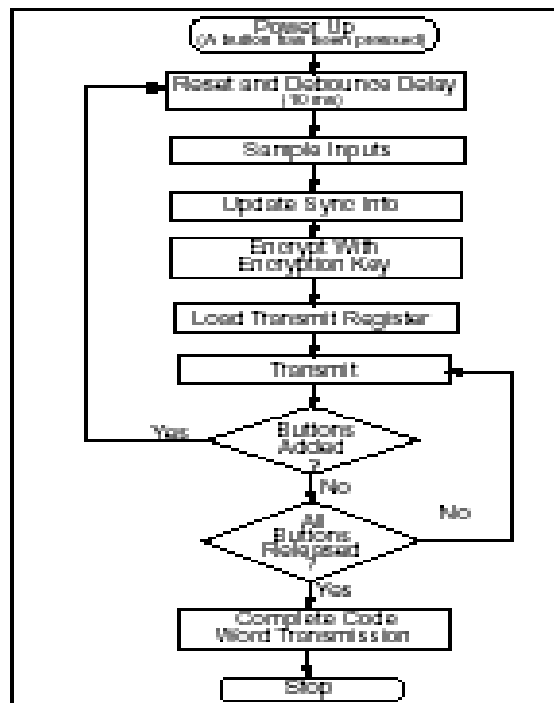 Power Up
(A button has been pressed)
Reset and Debounce Delay
(10 ms)
Sample Inputs
Update Sync Info
Encrypt With
Encryption Key
Load Transmit Register
Transmit
Yes
Buttons
Added
?
No
All
Buttons
Released
?
No
Yes
Complete Code
Word Transmission
Stop